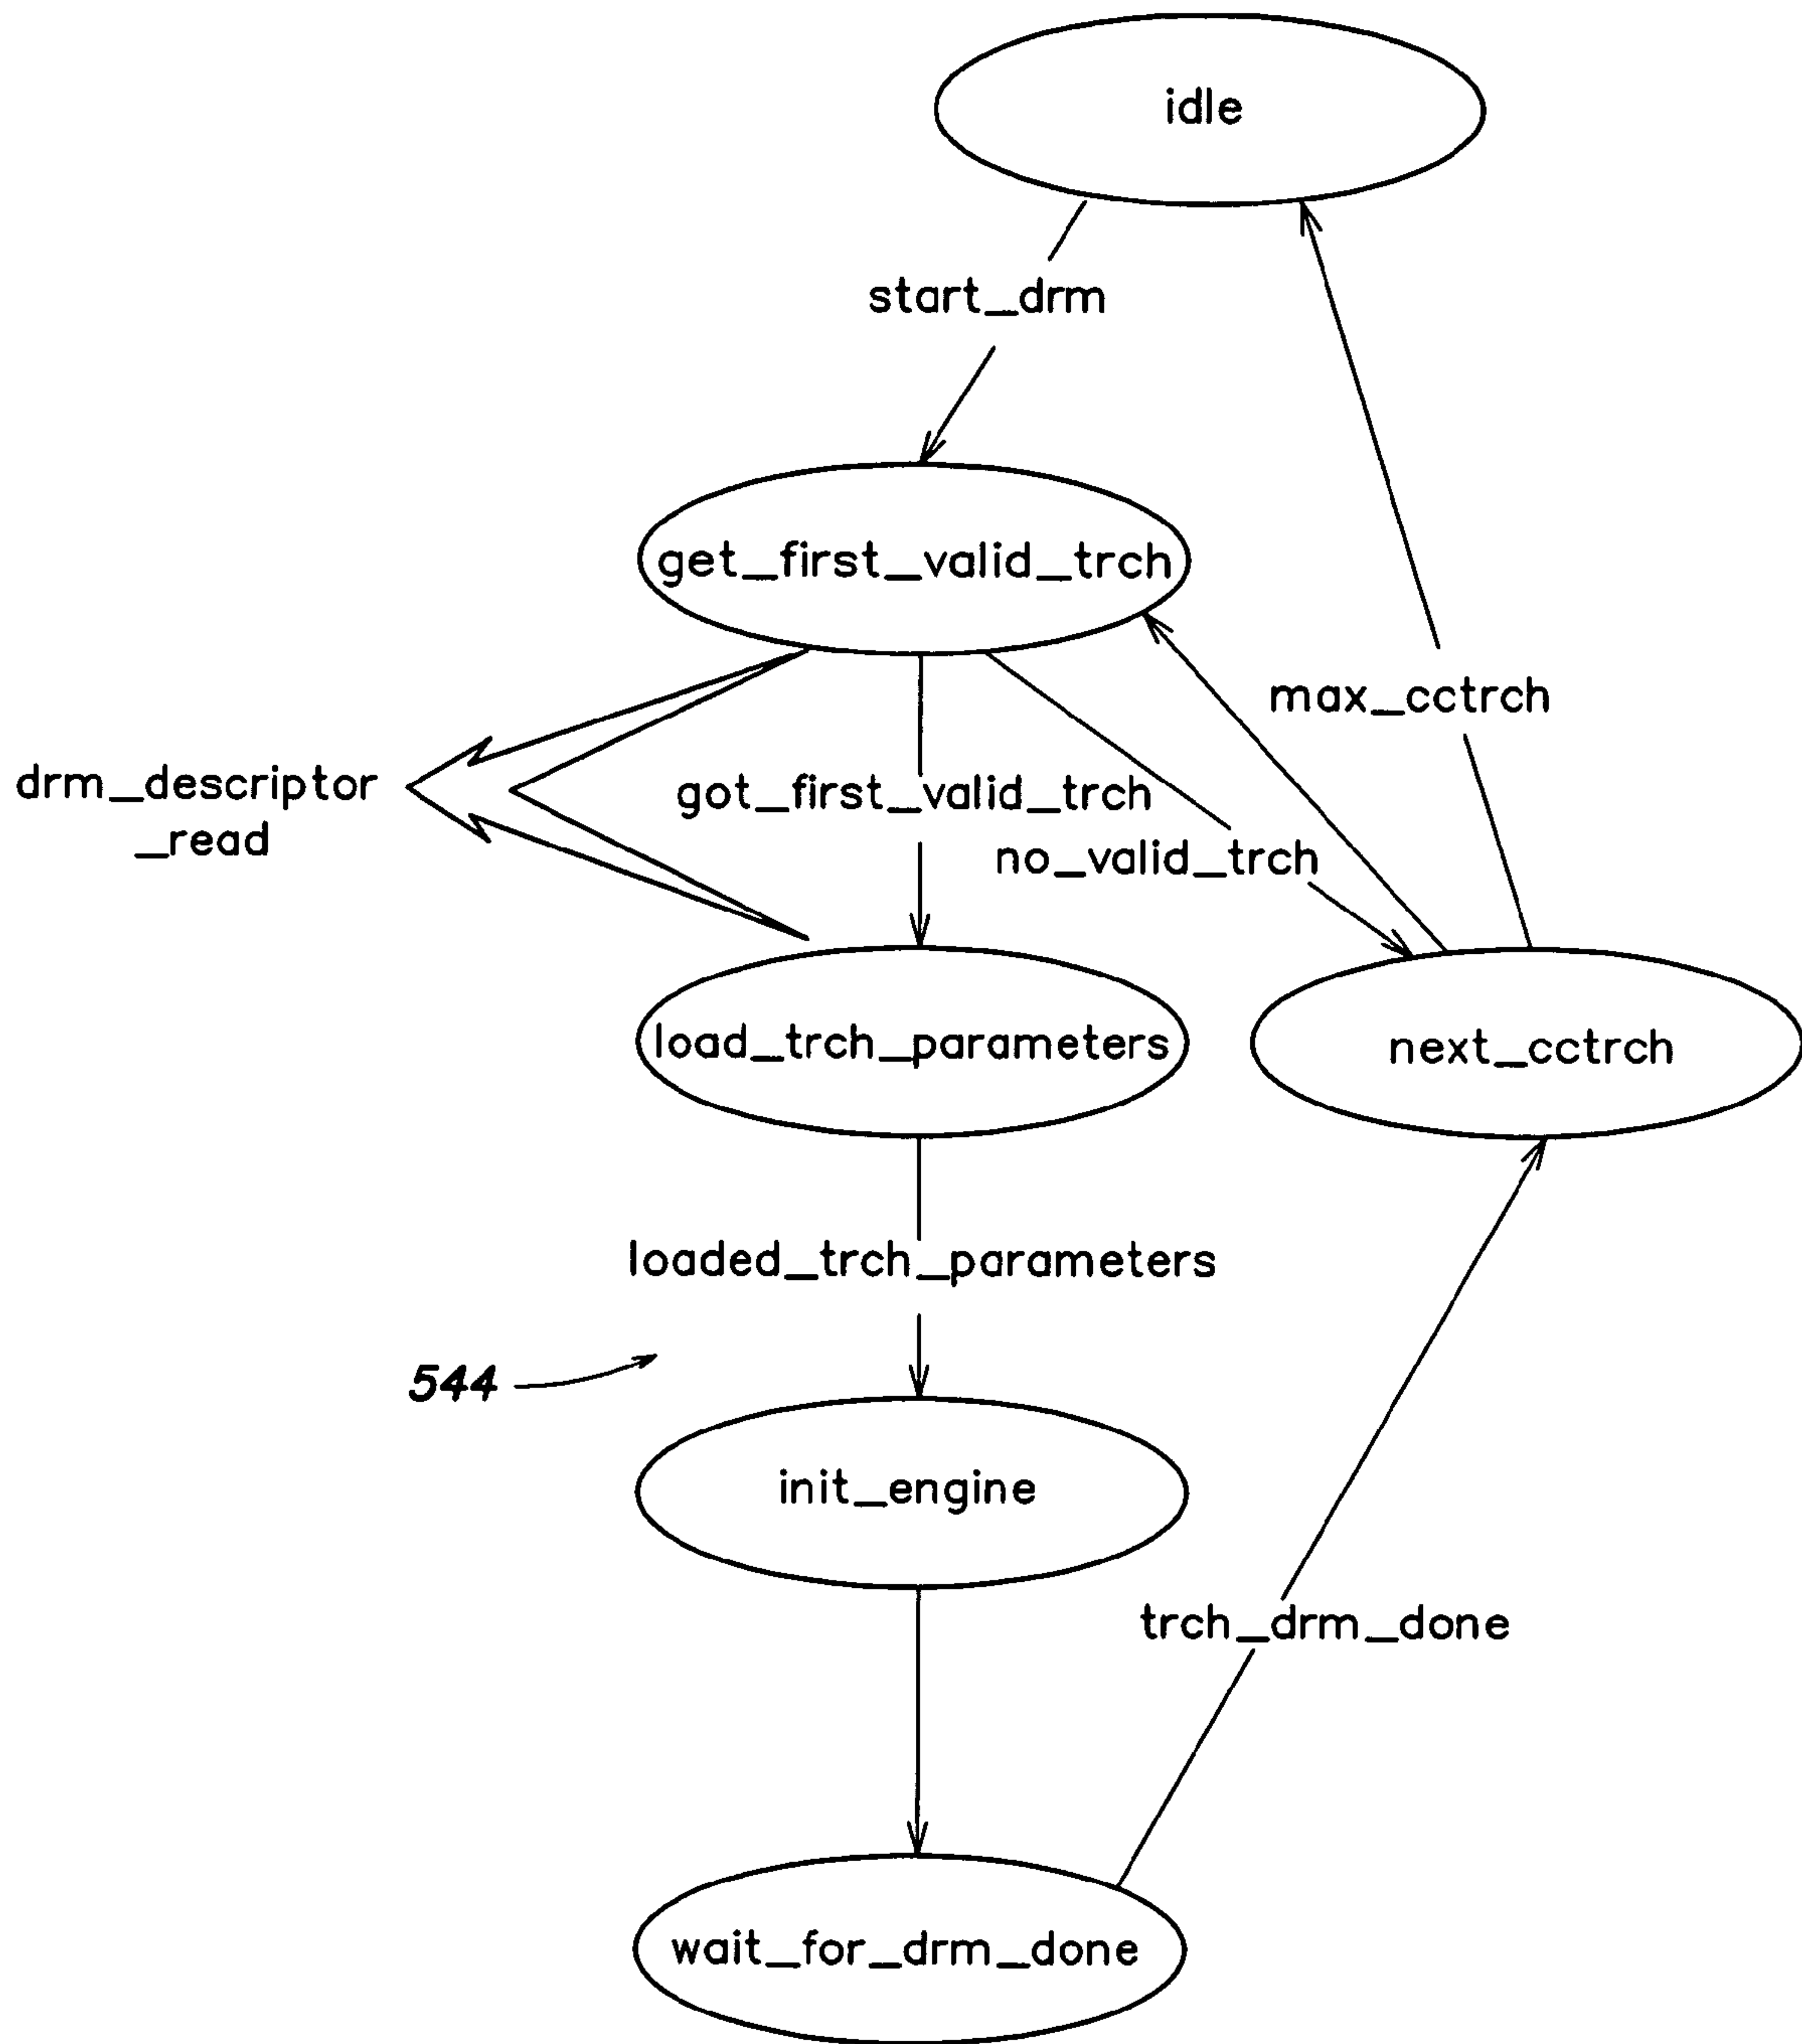 idle
start_drm
get_first_valid_trch
max_cctrch
drm_descriptor
_read
got_first_valid_trch
no_valid_trch
load_trch_parameters
next_cctrch
loaded_trch_parameters
544
init_engine
trch_drm_done
wait_for_drm_done